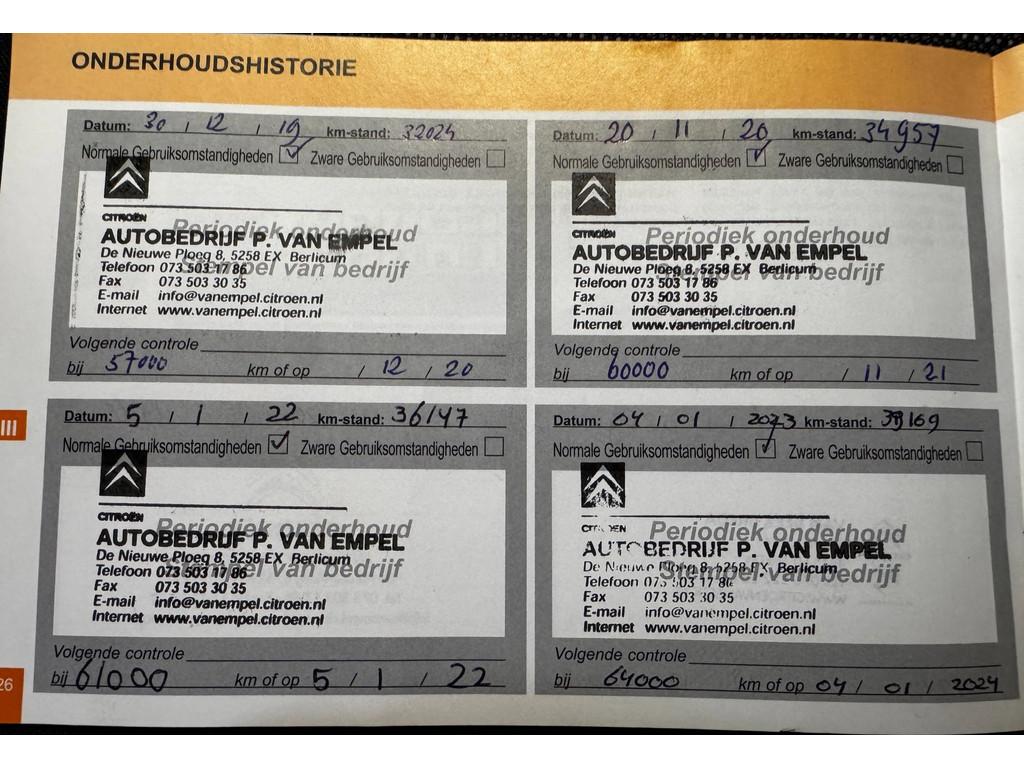 ONDERHOUDSHISTORIE
Datum: 30 / 12 / 19 km-stand: 32024
Normale Gebruiksomstandigheden ☑ Zware Gebruiksomstandigheden ☐
CITROËN
Periodiek onderhoud
AUTOBEDRIJF P. VAN EMPEL
De Nieuwe Ploeg 8, 5258 EX Berlicum
Stempel van bedrijf
Telefoon 073 503 17 86
Fax 073 503 30 35
E-mail info@vanempel.citroen.nl
Internet www.vanempel.citroen.nl
Volgende controle
bij 57000 km of op / 12 / 20
Datum: 20 / 11 / 20 km-stand: 34957
Normale Gebruiksomstandigheden ☑ Zware Gebruiksomstandigheden ☐
CITROËN
Periodiek onderhoud
AUTOBEDRIJF P. VAN EMPEL
De Nieuwe Ploeg 8, 5258 EX Berlicum
Stempel van bedrijf
Telefoon 073 503 17 86
Fax 073 503 30 35
E-mail info@vanempel.citroen.nl
Internet www.vanempel.citroen.nl
Volgende controle
bij 60000 km of op / 11 / 21
III
Datum: 5 / 1 / 22 km-stand: 36147
Normale Gebruiksomstandigheden ☑ Zware Gebruiksomstandigheden ☐
CITROËN
Periodiek onderhoud
AUTOBEDRIJF P. VAN EMPEL
De Nieuwe Ploeg 8, 5258 EX Berlicum
Stempel van bedrijf
Telefoon 073 503 17 86
Fax 073 503 30 35
E-mail info@vanempel.citroen.nl
Internet www.vanempel.citroen.nl
Volgende controle
bij 61000 km of op 5 / 1 / 22
Datum: 04 / 01 / 2023 km-stand:
Normale Gebruiksomstandigheden ☑ Zware Gebruiksomstandigheden ☐
CITROËN
Periodiek onderhoud
AUTOBEDRIJF P. VAN EMPEL
De Nieuwe Ploeg 8, 5258 EX Berlicum
Stempel van bedrijf
Telefoon 073 503 17 86
Fax 073 503 30 35
E-mail info@vanempel.citroen.nl
Internet www.vanempel.citroen.nl
Volgende controle
bij 64000 km of op 04 / 01 / 2024
26